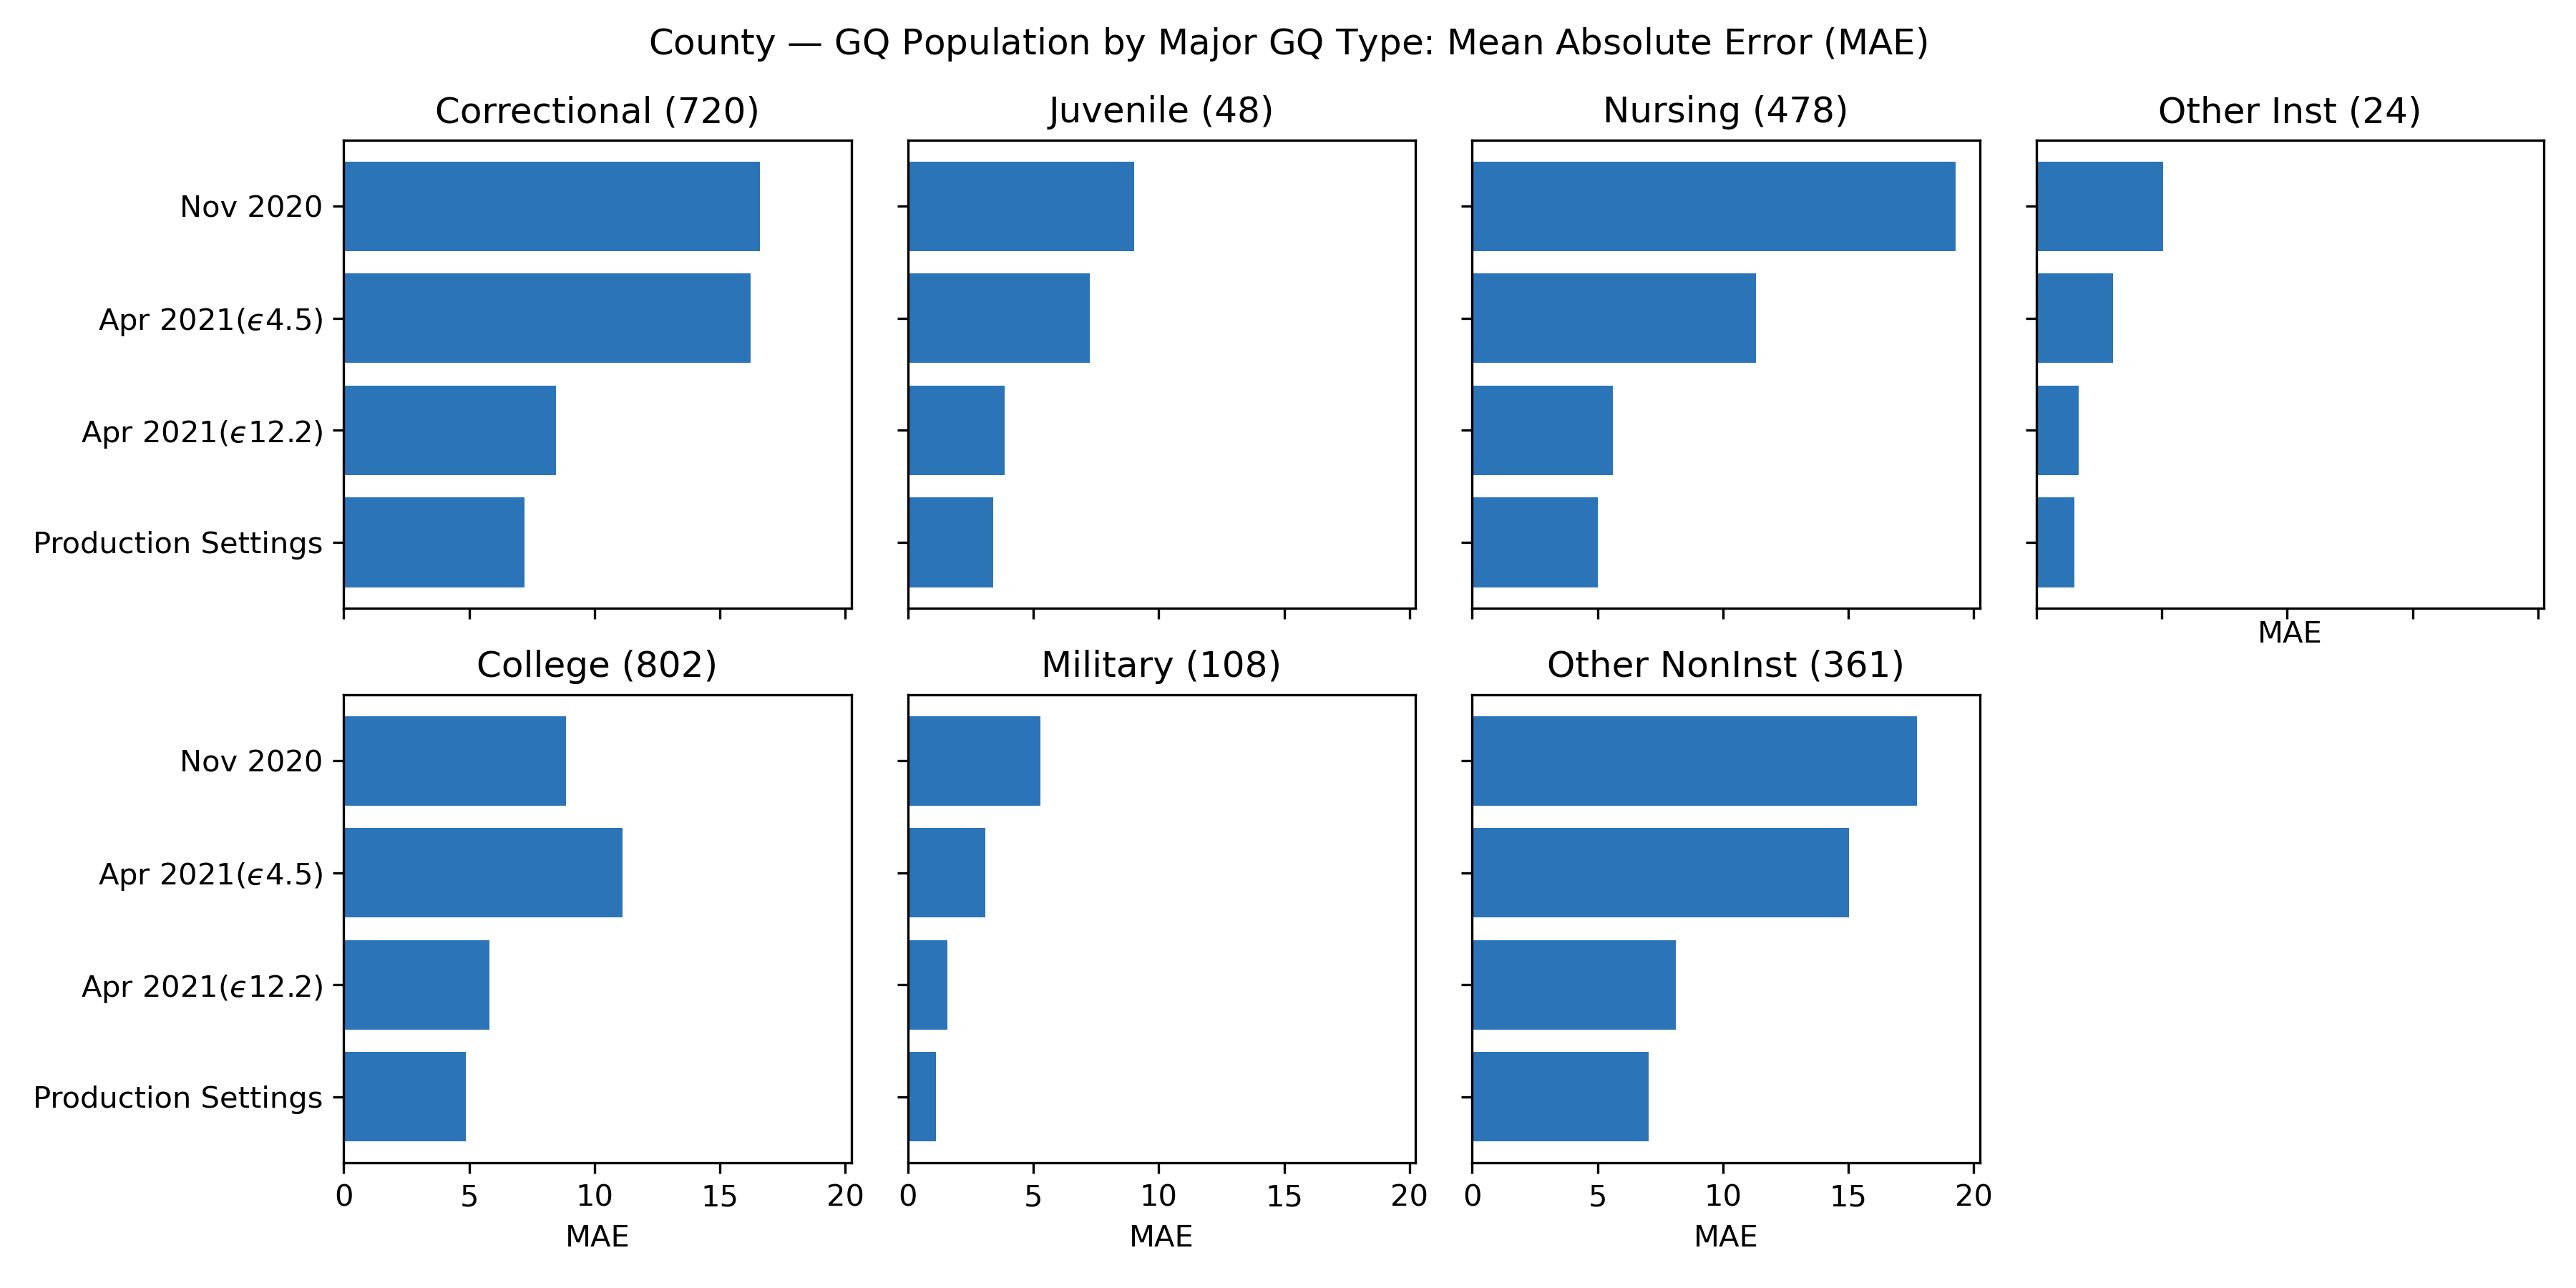 County — GQ Population by Major GQ Type: Mean Absolute Error (MAE)
Correctional (720)
Juvenile (48)
Nursing (478)
Other Inst (24)
Nov 2020
Apr 2021(ϵ4.5)
Apr 2021(ϵ12.2)
Production Settings
MAE
College (802)
Military (108)
Other NonInst (361)
Nov 2020
Apr 2021(ϵ4.5)
Apr 2021(ϵ12.2)
Production Settings
0 5 10 15 20
0 5 10 15 20
0 5 10 15 20
MAE
MAE
MAE